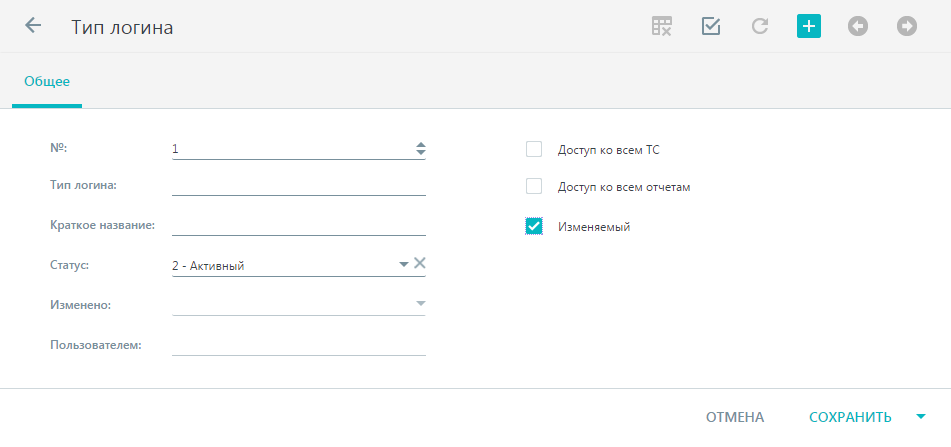 Тип логина
Общее
№: 1
Тип логина:
Краткое название:
Статус: 2 - Активный
Изменено:
Пользователем:
Доступ ко всем ТС
Доступ ко всем отчетам
Изменяемый
ОТМЕНА СОХРАНИТЬ